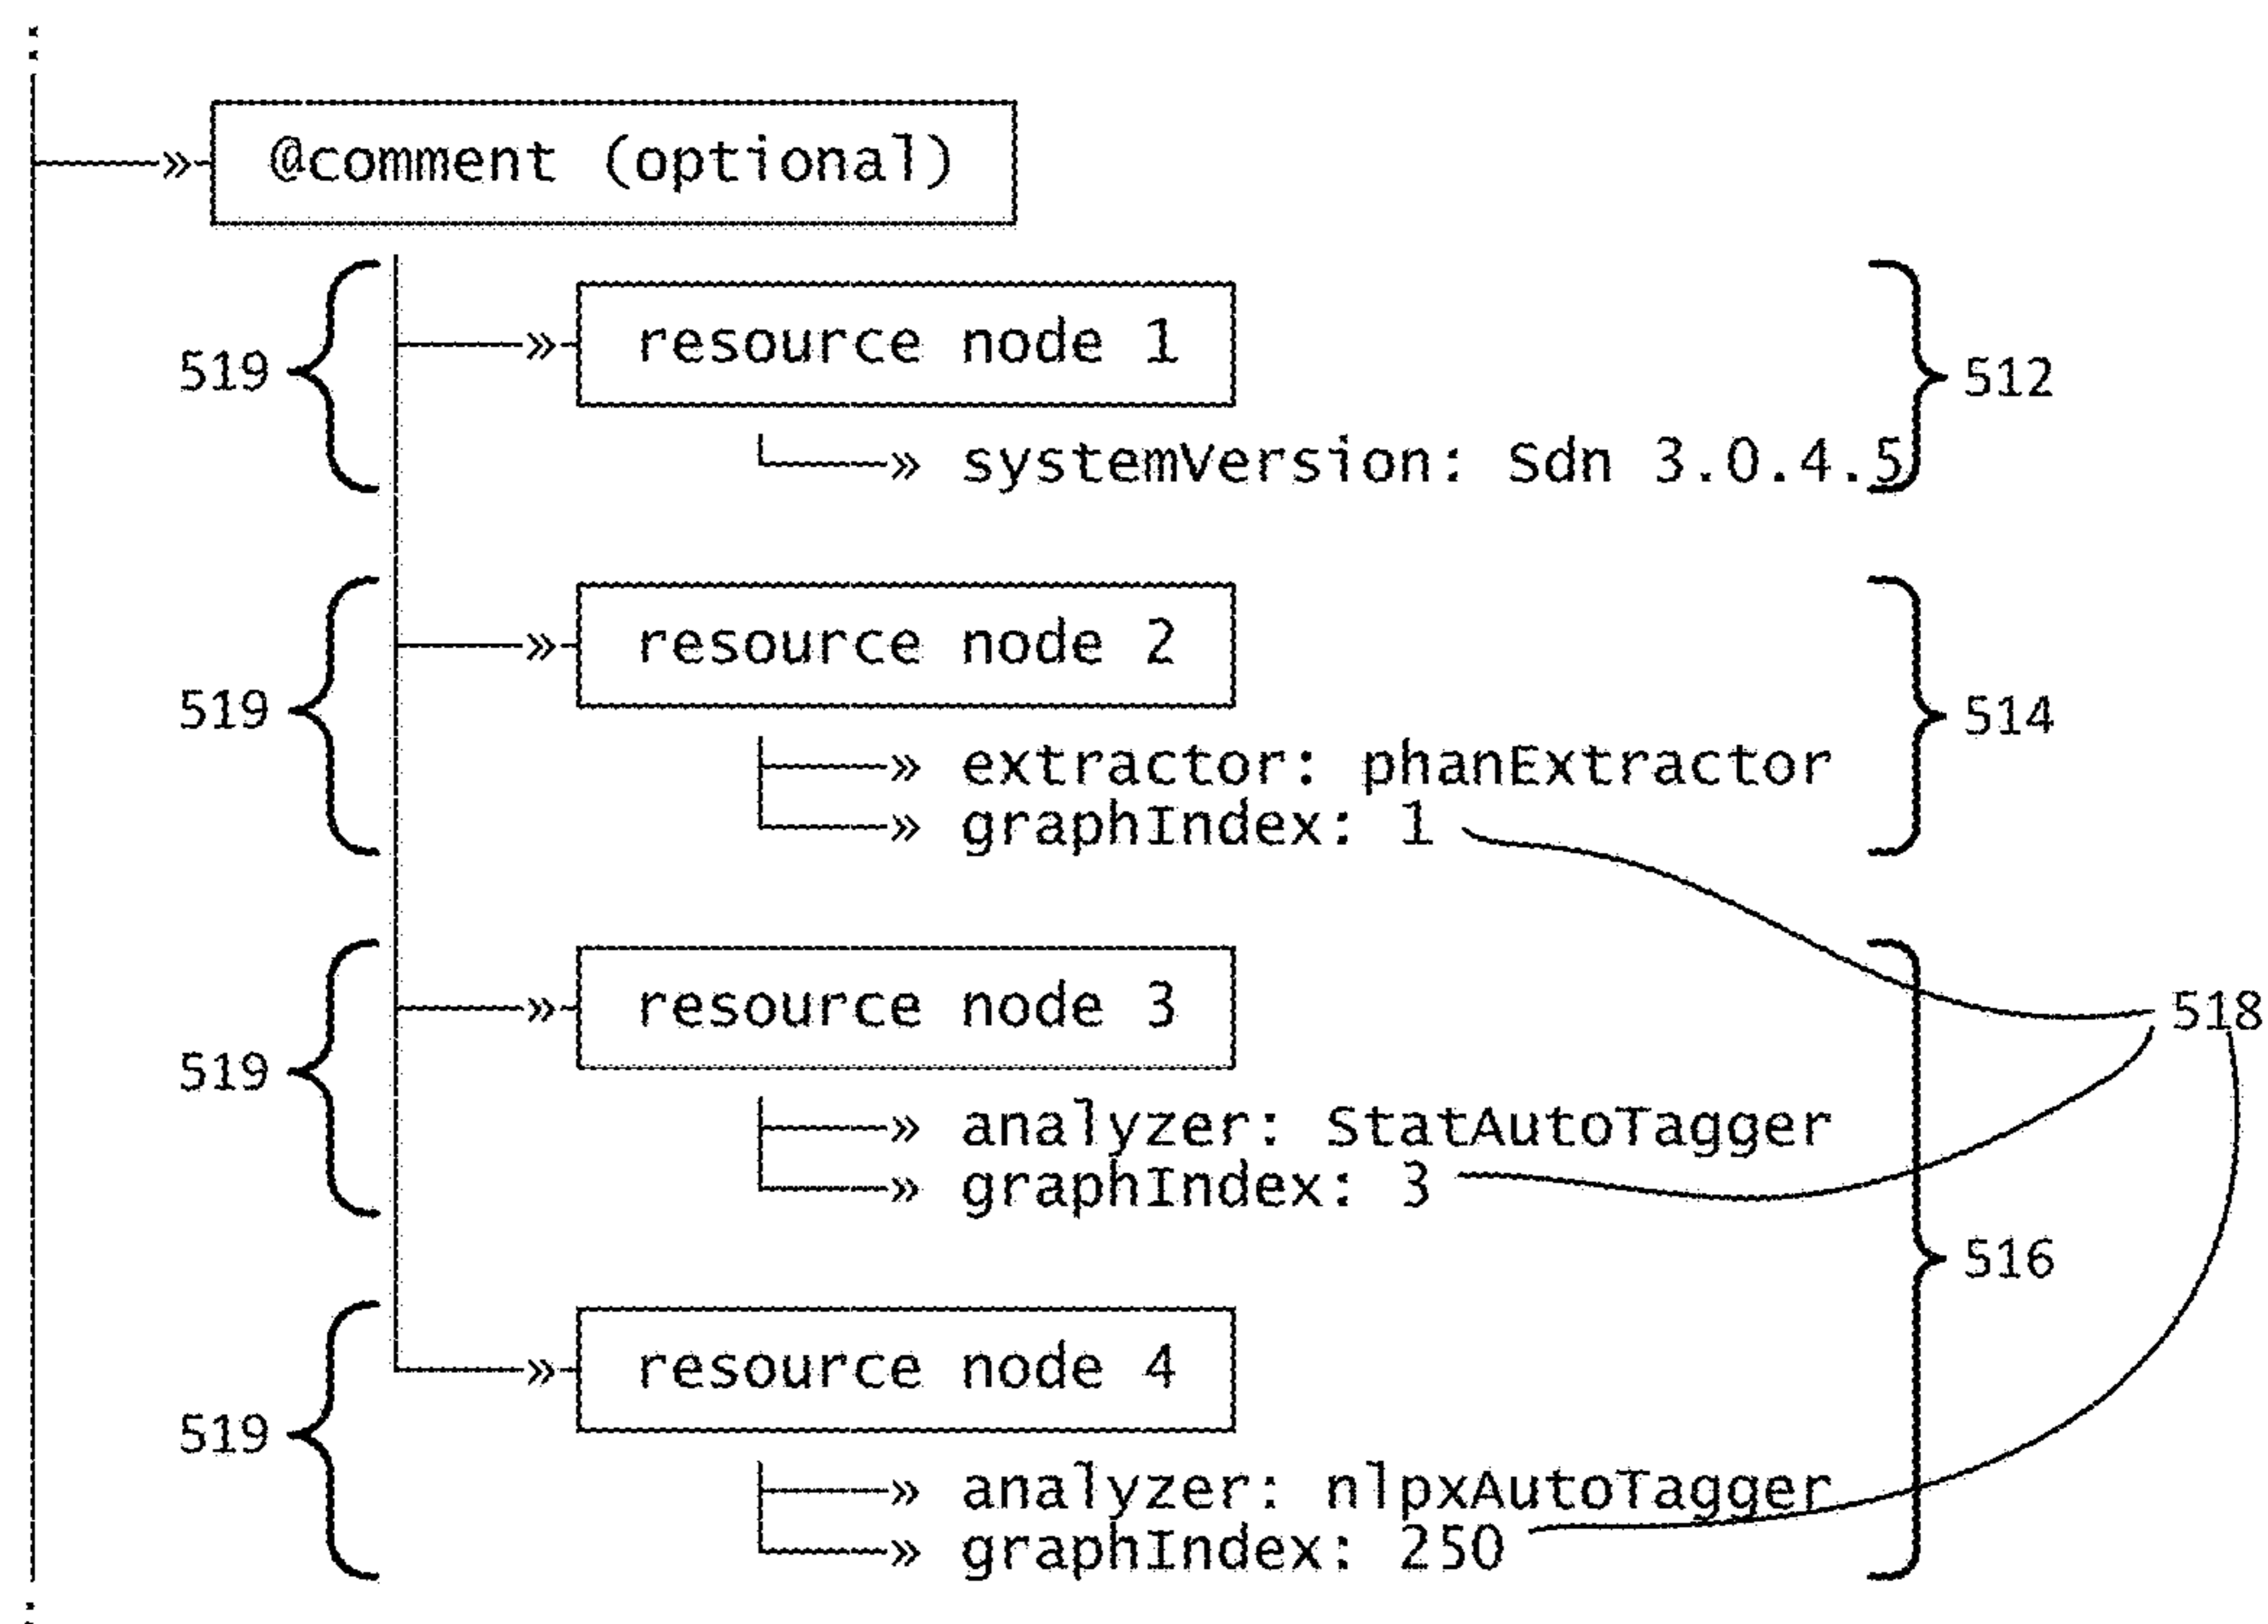 @comment (optional)
resource node 1
519
512
systemVersion: Sdn 3.0.4.5
resource node 2
519
514
extractor: phanExtractor
graphIndex: 1
resource node 3
518
519
analyzer: StatAutoTagger
graphIndex: 3
516
resource node 4
519
analyzer: nlpxAutoTagger
graphIndex: 250